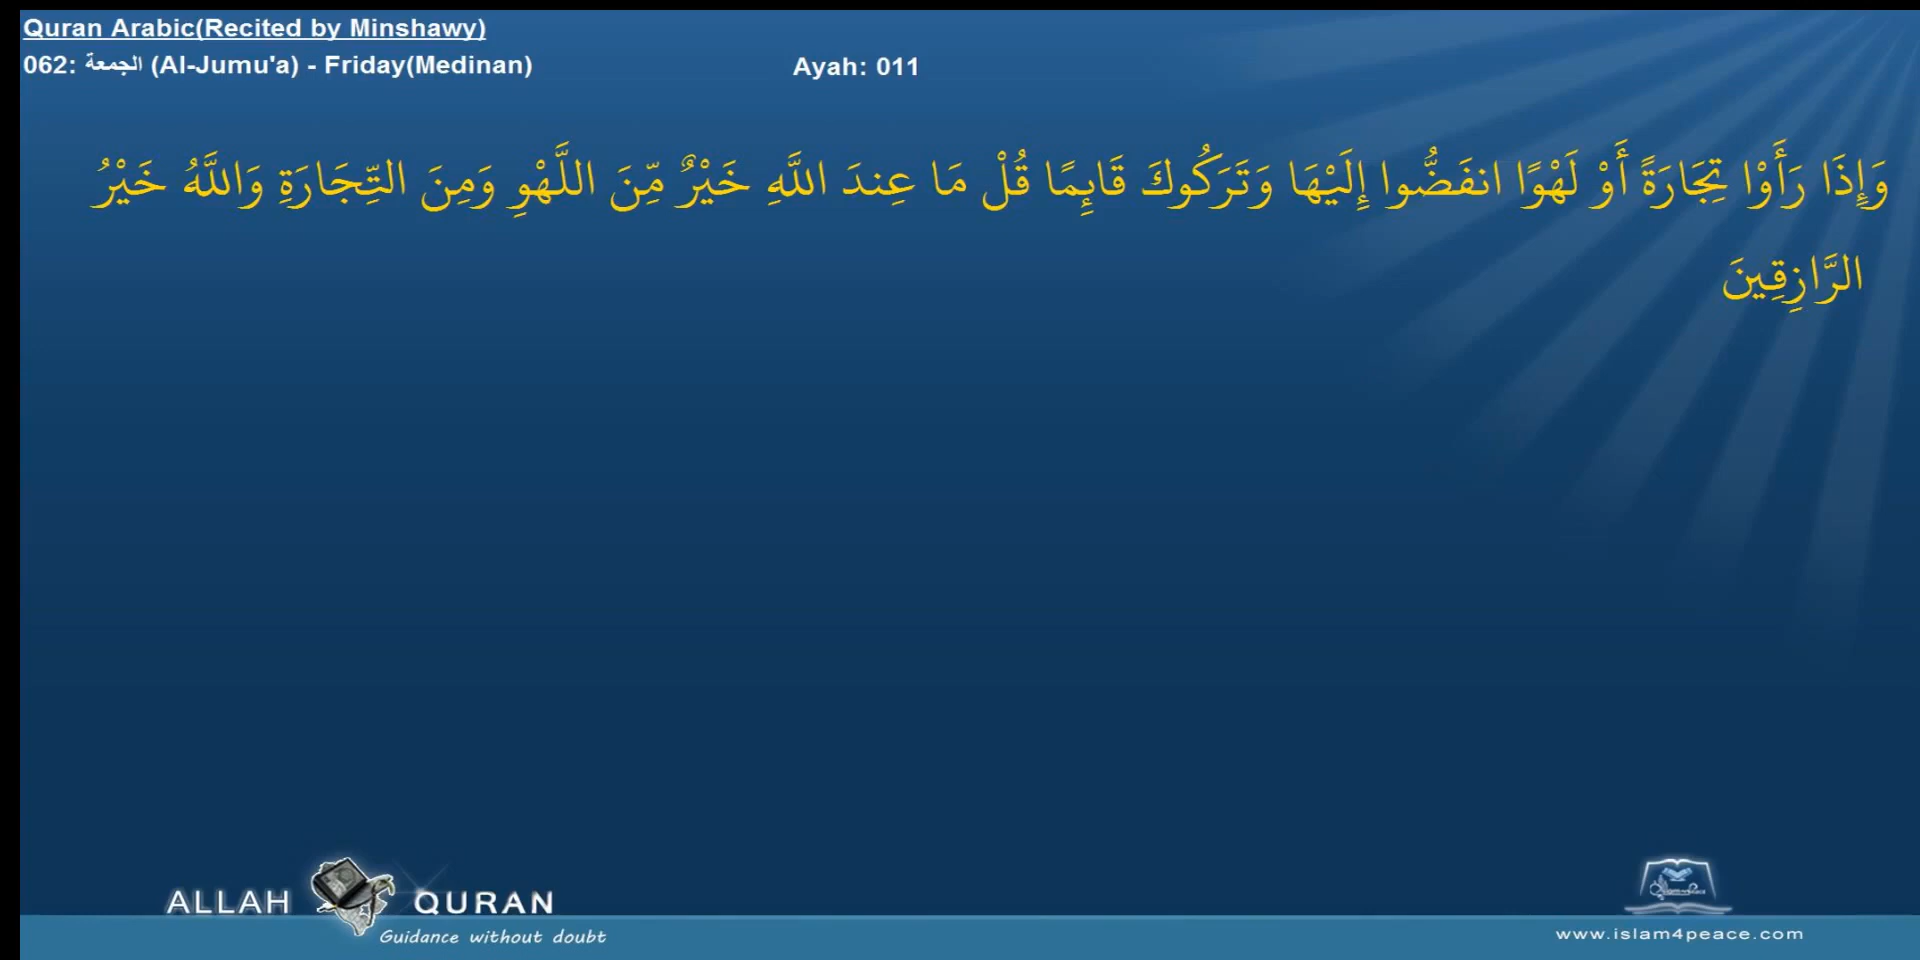 Quran Arabic(Recited by Minshawy)
062: الجمعة (Al-Jumu'a) - Friday(Medinan)
Ayah: 011
وَإِذَا رَأَوْا تِجَارَةً أَوْ لَهْوًا انفَضُّوا إِلَيْهَا وَتَرَكُوكَ قَائِمًا قُلْ مَا عِندَ اللَّهِ خَيْرٌ مِّنَ اللَّهْوِ وَمِنَ التِّجَارَةِ وَاللَّهُ خَيْرُ
الرَّازِقِينَ
ALLAH QURAN
Guidance without doubt
www.islam4peace.com